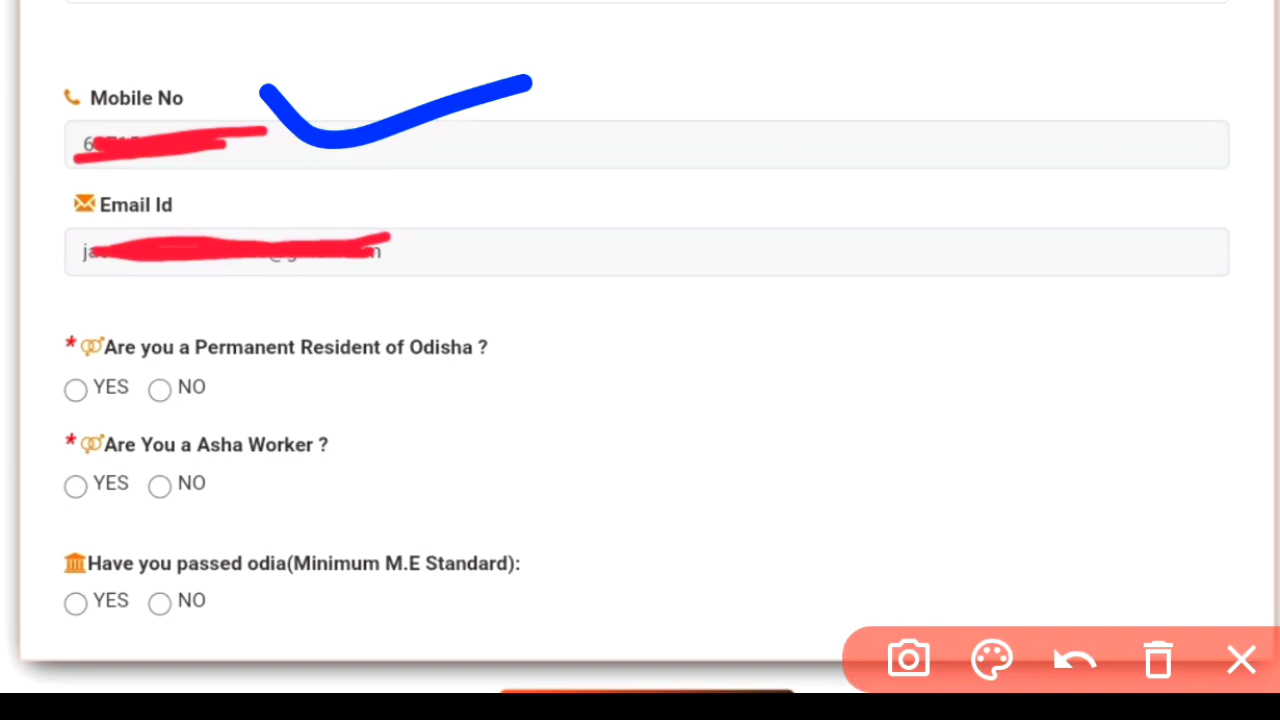 Mobile No
Email Id
* Are you a Permanent Resident of Odisha ?
YES NO
* Are You a Asha Worker ?
YES NO
Have you passed odia(Minimum M.E Standard):
YES NO